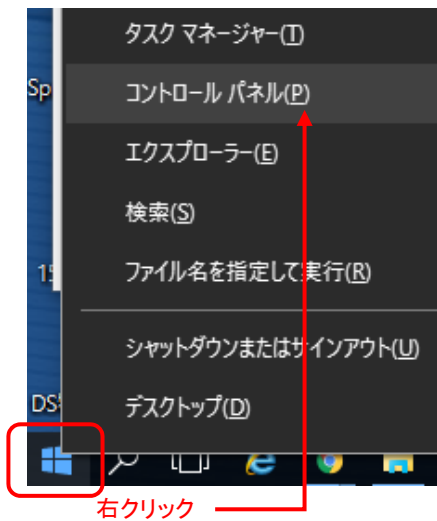 タスク マネージャー(T)
Sp
コントロール パネル(P)
エクスプローラー(E)
検索(S)
ファイル名を指定して実行(R)
シャットダウンまたはサインアウト(U)
DS
デスクトップ(D)
右クリック